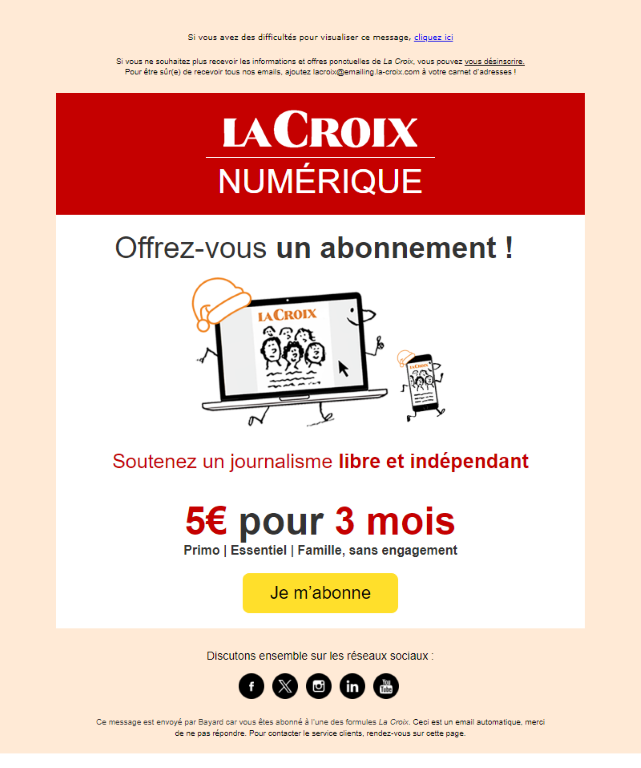 Si vous avez des difficultés pour visualiser ce message, cliquez ici
Si vous ne souhaitez plus recevoir les informations et offres ponctuelles de La Croix, vous pouvez vous désinscrire.
Pour être sûr(e) de recevoir tous nos emails, ajoutez lacroix@emailing.la-croix.com à votre carnet d'adresses !
LA CROIX
NUMÉRIQUE
Offrez-vous un abonnement !
LA CROIX
LA CROIX
Soutenez un journalisme libre et indépendant
5€ pour 3 mois
Primo | Essentiel | Famille, sans engagement
Je m'abonne
Discutons ensemble sur les réseaux sociaux :
You Tube
Ce message est envoyé par Bayard car vous êtes abonné à l'une des formules La Croix. Ceci est un email automatique, merci
de ne pas répondre. Pour contacter le service clients, rendez-vous sur cette page.